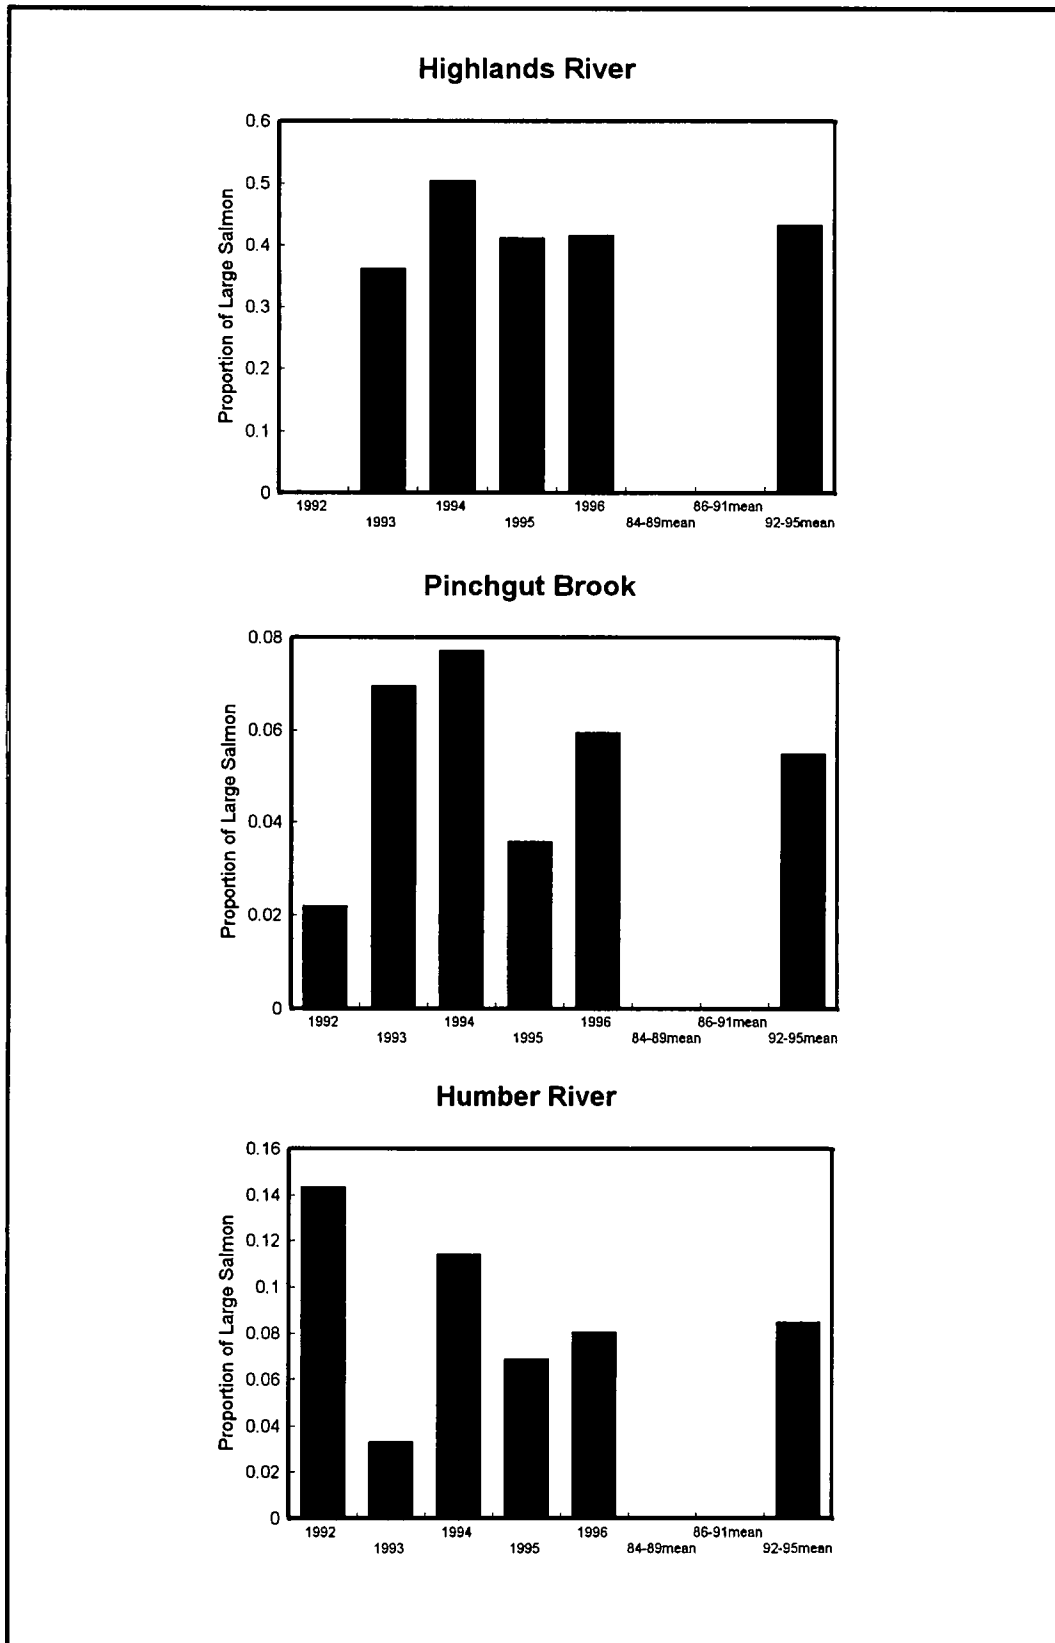 Highlands River
Proportion of Large Salmon
0.6
0.5
0.4
0.3
0.2
0.1
0
1992
1993
1994
1995
1996
84-89mean
86-91mean
92-95mean
Pinchgut Brook
Proportion of Large Salmon
0.08
0.06
0.04
0.02
0
1992
1993
1994
1995
1996
84-89mean
86-91mean
92-95mean
Humber River
Proportion of Large Salmon
0.16
0.14
0.12
0.1
0.08
0.06
0.04
0.02
0
1992
1993
1994
1995
1996
84-89mean
86-91mean
92-95mean